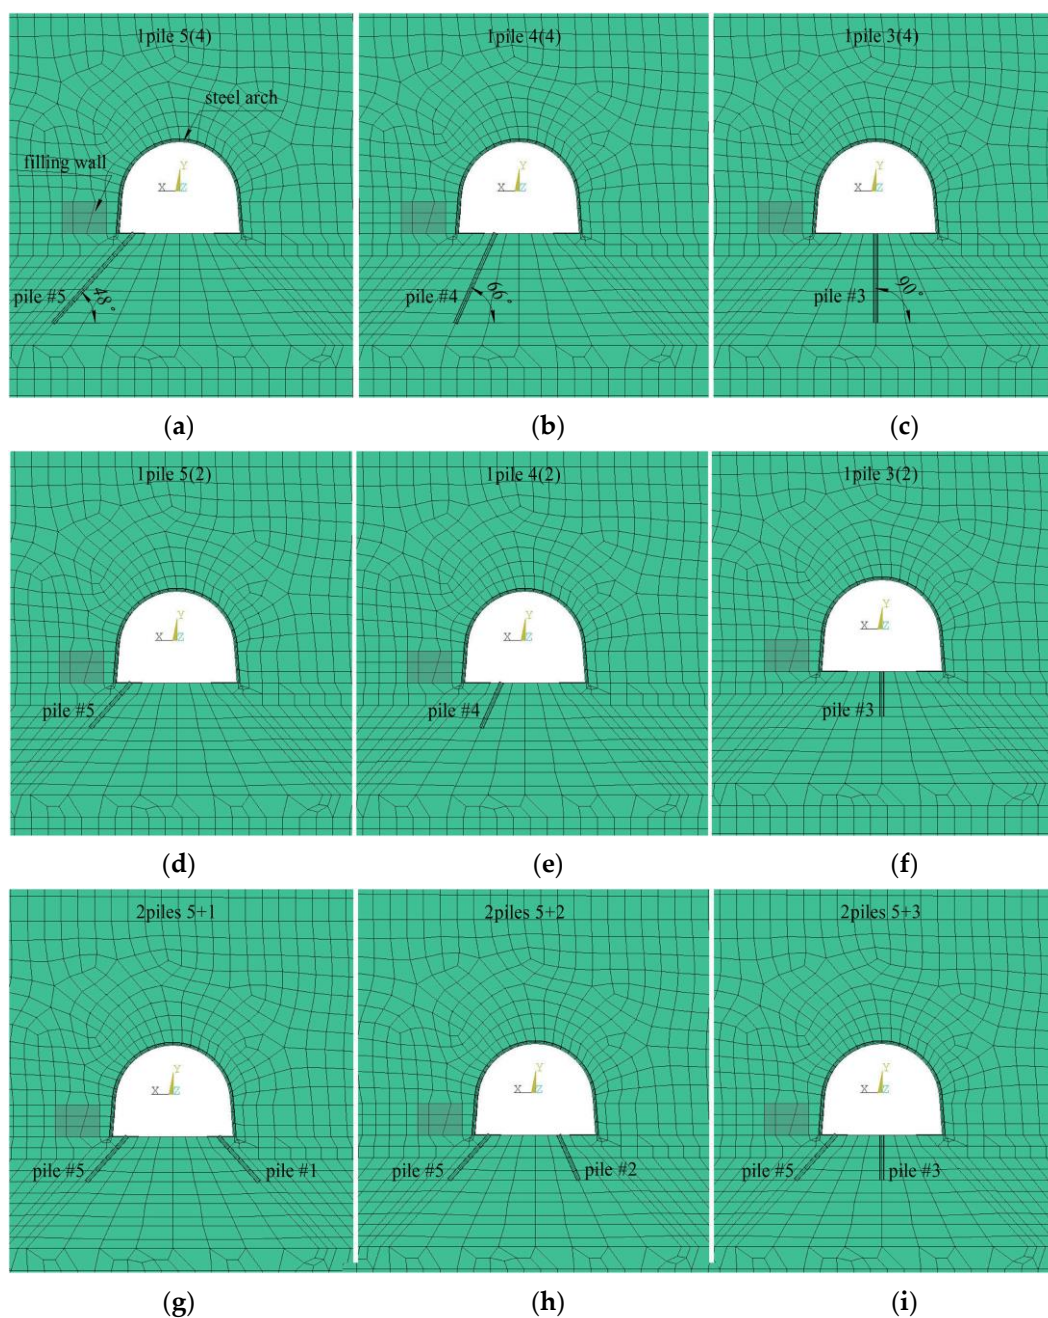 1pile 5(4)
1pile 4(4)
1pile 3(4)
steel arch
filling wall
Y
X
Z
Y
X
Z
Y
X
Z
pile #5
48°
pile #4
66°
pile #3
90°
(a)
(b)
(c)
1pile 5(2)
1pile 4(2)
1pile 3(2)
Y
X
Z
Y
X
Z
Y
X
Z
pile #5
pile #4
pile #3
(d)
(e)
(f)
2piles 5+1
2piles 5+2
2piles 5+3
Y
X
Z
Y
X
Z
Y
X
Z
pile #5
pile #1
pile #5
pile #2
pile #5
pile #3
(g)
(h)
(i)